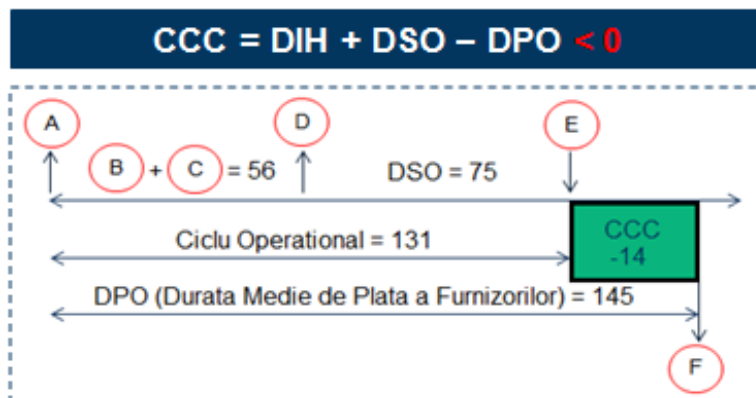 CCC = DIH + DSO – DPO < 0
A
D
E
B + C = 56
DSO = 75
Ciclu Operational = 131
CCC
-14
DPO (Durata Medie de Plata a Furnizorilor) = 145
F